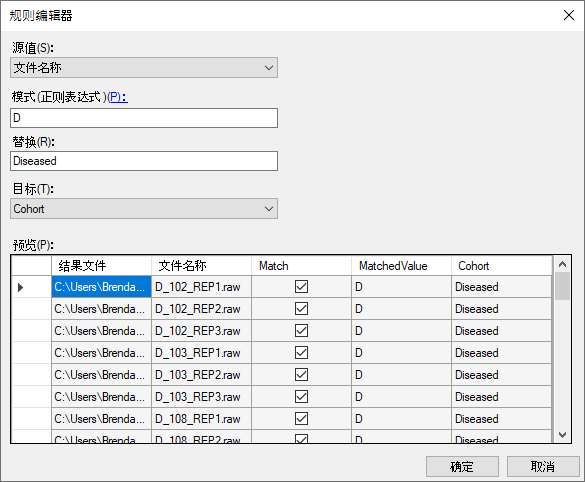 规则编辑器
源值(S):
文件名称
模式(正则表达式)(P):
D
替换(R):
Diseased
目标(T):
Cohort
预览(P):
结果文件 文件名称 Match MatchedValue Cohort
C:\Users\Brenda... D_102_REP1.raw D Diseased
C:\Users\Brenda... D_102_REP2.raw D Diseased
C:\Users\Brenda... D_102_REP3.raw D Diseased
C:\Users\Brenda... D_103_REP1.raw D Diseased
C:\Users\Brenda... D_103_REP2.raw D Diseased
C:\Users\Brenda... D_103_REP3.raw D Diseased
C:\Users\Brenda... D_108_REP1.raw D Diseased
C:\Users\Brenda... D_108_REP2.raw D Diseased
确定 取消